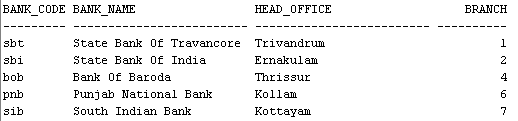 BANK_CODE BANK_NAME HEAD_OFFICE BRANCH
--------- ------------------------- ------------------------- ----------
sbt State Bank Of Travancore Trivandrum 1
sbi State Bank Of India Ernakulam 2
bob Bank Of Baroda Thrissur 4
pnb Punjab National Bank Kollam 6
sib South Indian Bank Kottayam 7